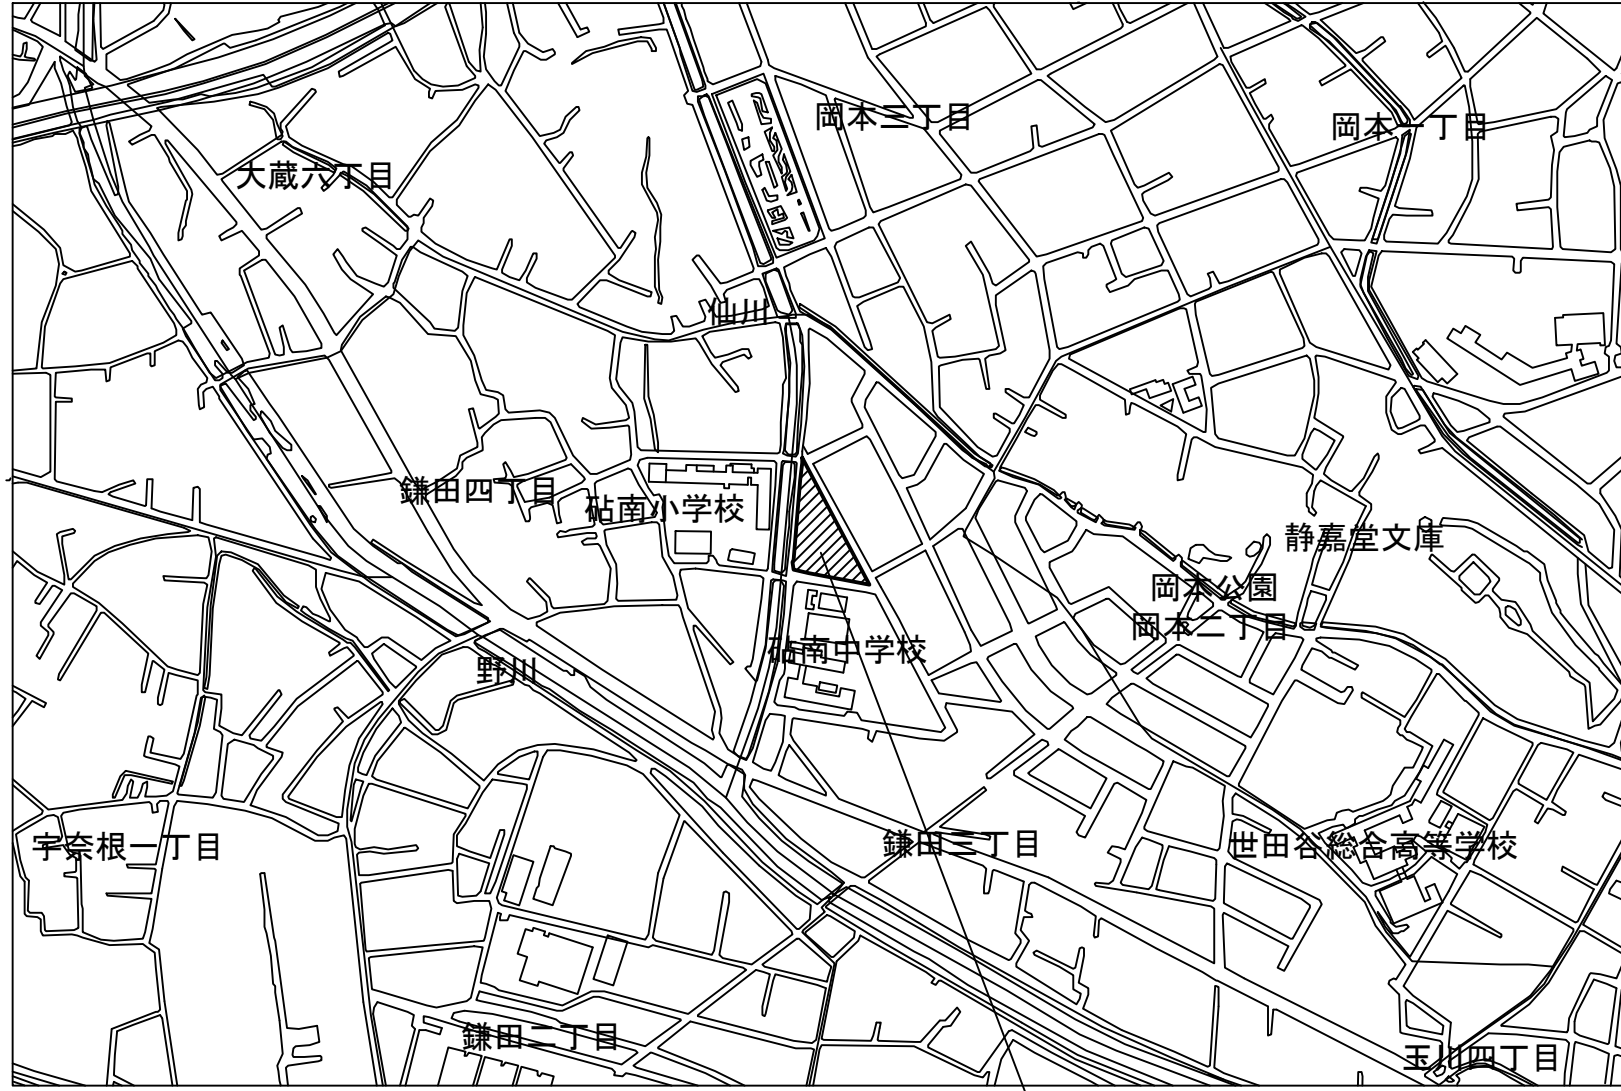 岡本三丁目
岡本一丁目
大蔵六丁目
仙川
鎌田四丁目
砧南小学校
静嘉堂文庫
岡本公園
岡本二丁目
砧南中学校
野川
宇奈根一丁目
鎌田三丁目
世田谷総合高等学校
鎌田二丁目
玉川四丁目